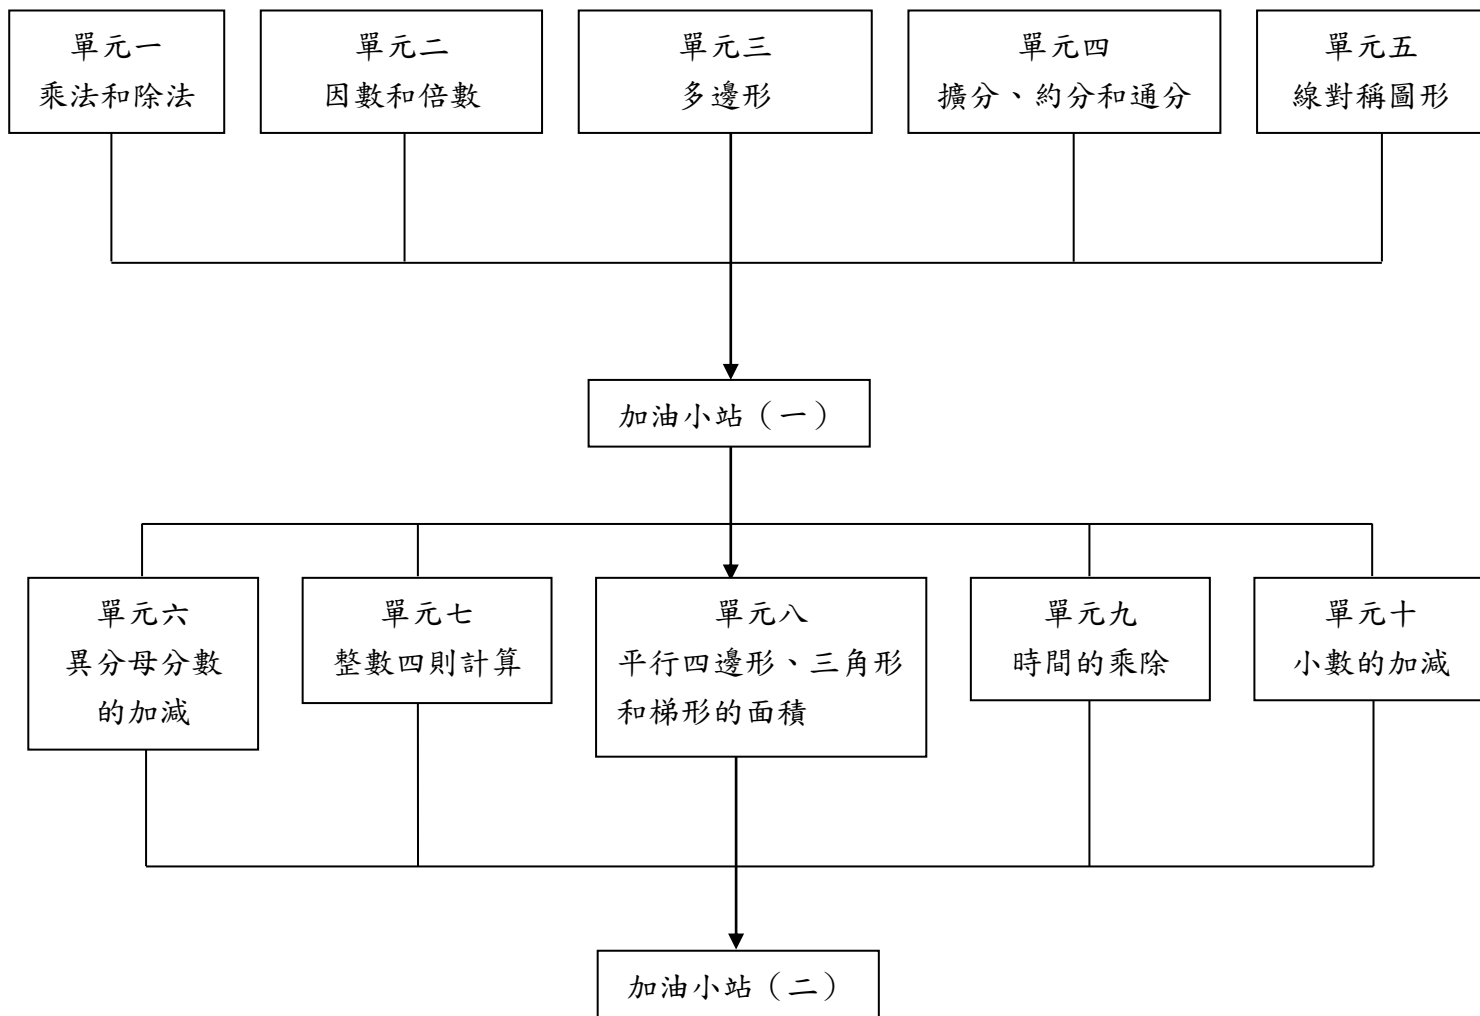 單元一
乘法和除法
單元二
因數和倍數
單元三
多邊形
單元四
擴分、約分和通分
單元五
線對稱圖形
加油小站（一）
單元六
異分母分數
的加減
單元七
整數四則計算
單元八
平行四邊形、三角形
和梯形的面積
單元九
時間的乘除
單元十
小數的加減
加油小站（二）